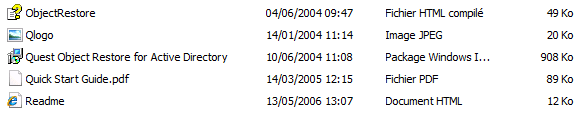 ObjectRestore 04/06/2004 09:47 Fichier HTML compilé 49 Ko
Qlogo 14/01/2004 11:14 Image JPEG 20 Ko
Quest Object Restore for Active Directory 10/06/2004 11:08 Package Windows I... 908 Ko
Quick Start Guide.pdf 14/03/2005 12:15 Fichier PDF 89 Ko
Readme 13/05/2006 13:07 Document HTML 12 Ko